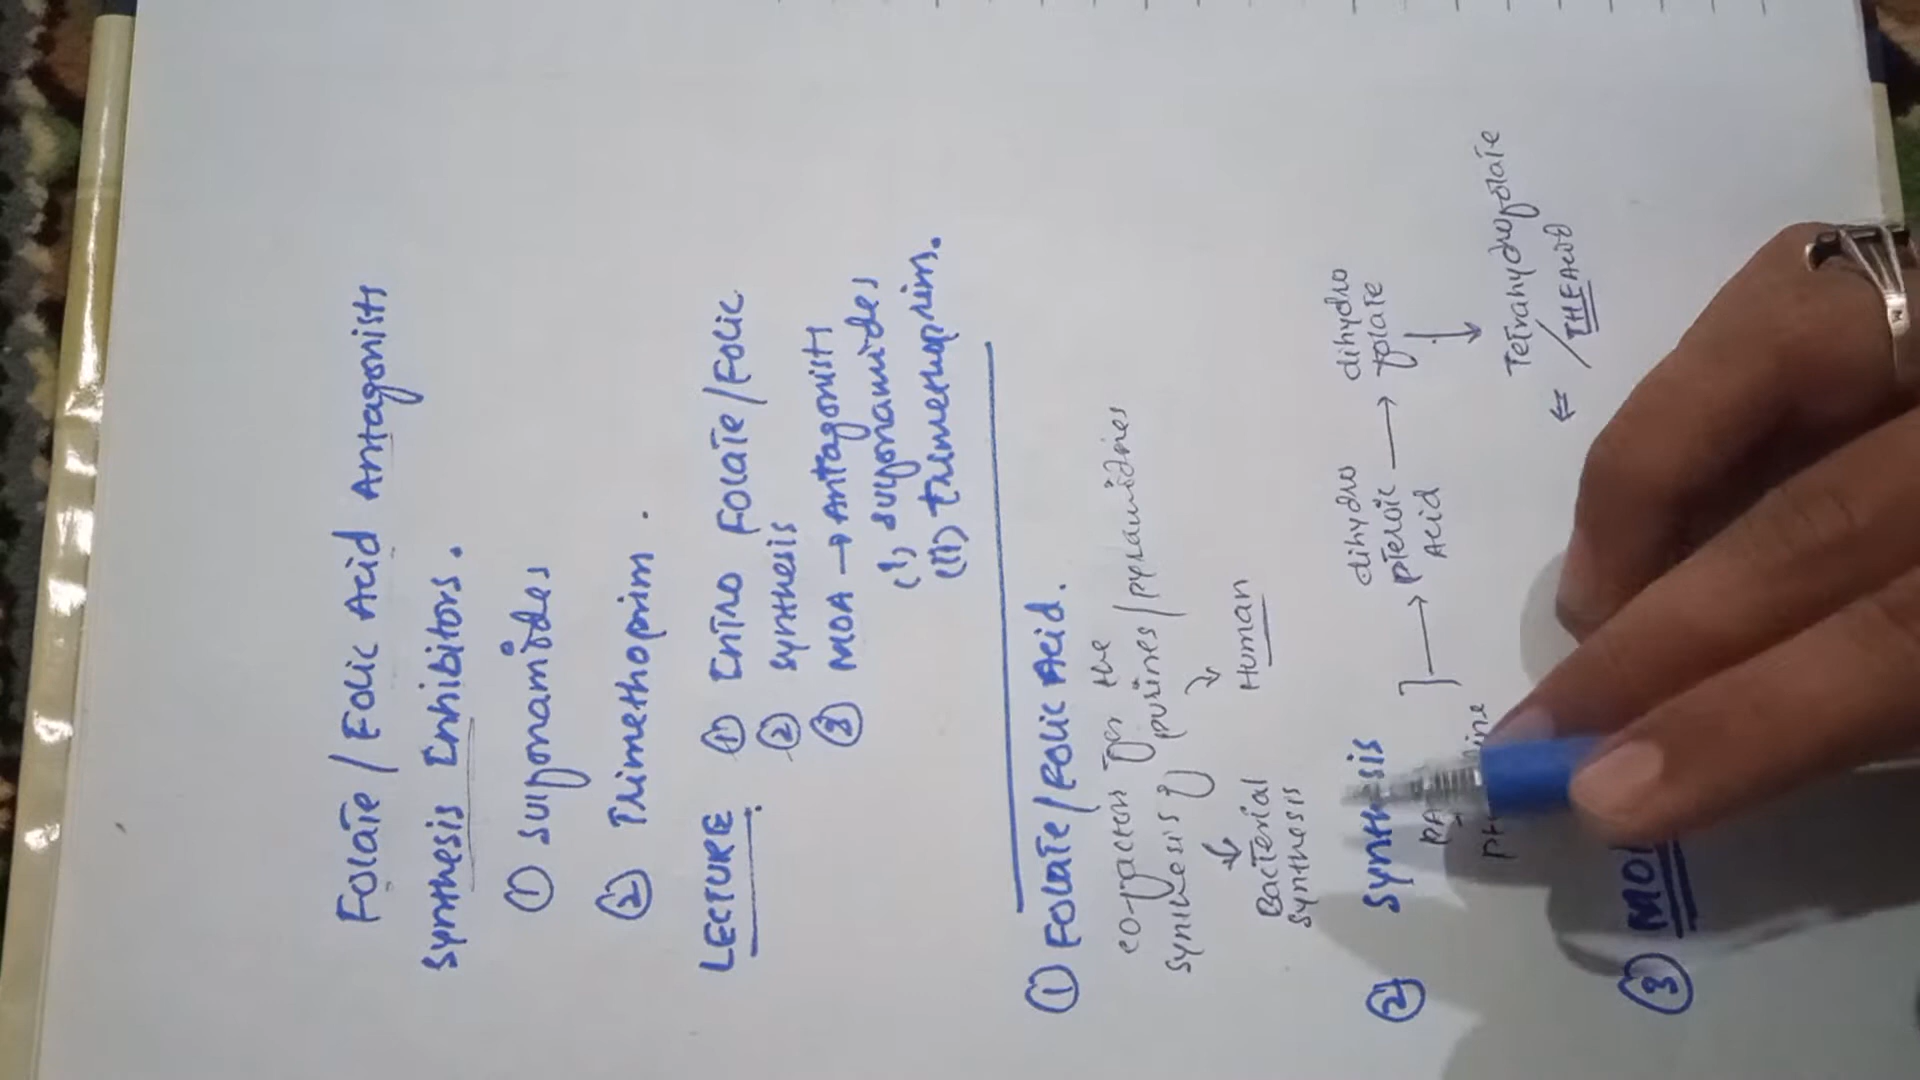 Folate / Folic Acid Antagonists
Synthesis Inhibitors.
① Sulfonamides
② Trimethoprim.
LECTURE: ① Intro Folate/Folic
② Synthesis
③ MOA → Antagonists
(i) Sulfonamides
(ii) Trimethoprim.
① Folate/Folic Acid.
co-factor for the
synthesis of purines/pyramidines
Bacterial
synthesis
Human
② Synthesis
] → dihydro
Pteroic
Acid
→ dihydro
folate
↓
Tetrahydrofolate
⇐ / THF Acid
③